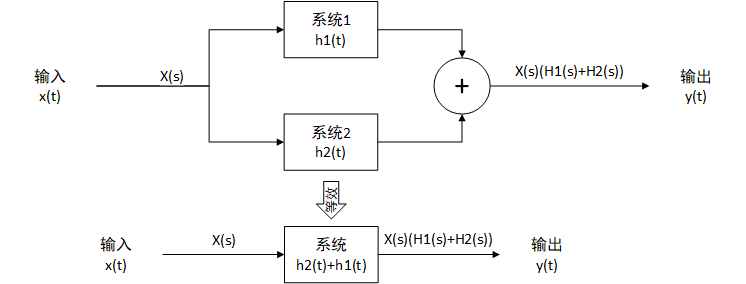 系统1
h1(t)
输入
x(t)
X(s)
X(s)(H1(s)+H2(s))
输出
y(t)
+
系统2
h2(t)
等效
输入
x(t)
X(s)
系统
h2(t)+h1(t)
X(s)(H1(s)+H2(s))
输出
y(t)